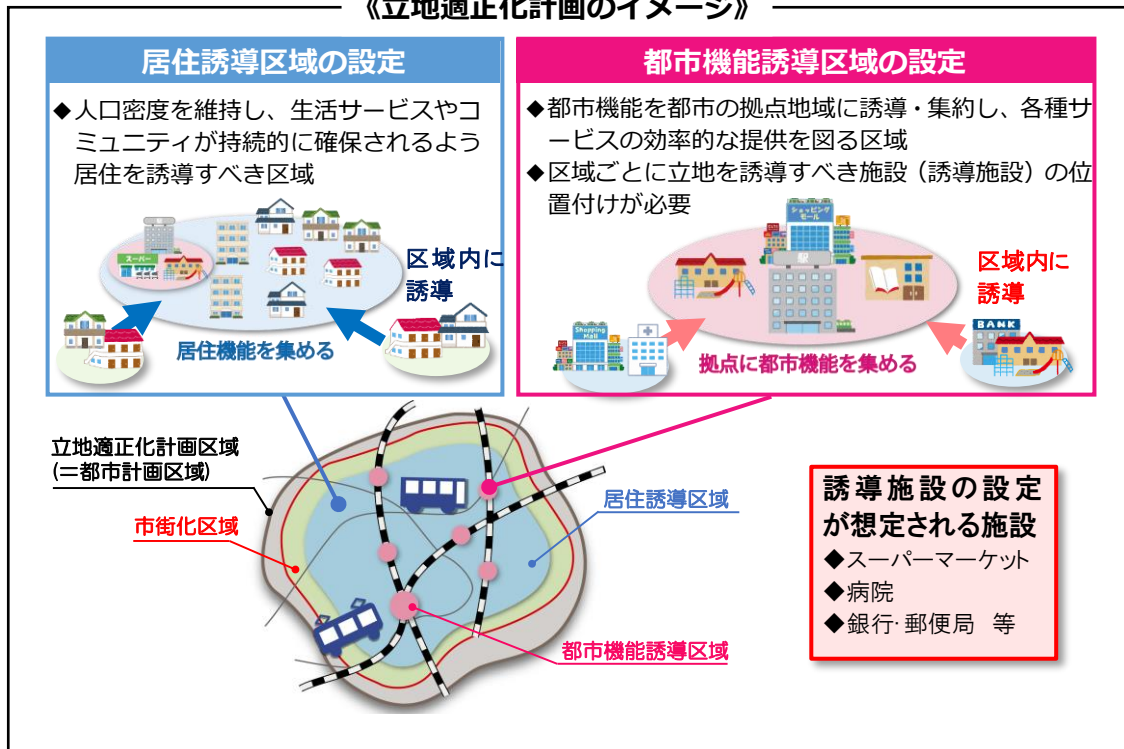 《立地適正化計画のイメージ》
居住誘導区域の設定
◆人口密度を維持し、生活サービスやコ
ミュニティが持続的に確保されるよう
居住を誘導すべき区域
スーパー
区域内に
誘導
居住機能を集める
都市機能誘導区域の設定
◆都市機能を都市の拠点地域に誘導・集約し、各種サ
ービスの効率的な提供を図る区域
◆区域ごとに立地を誘導すべき施設（誘導施設）の位
置付けが必要
ショッピング
モール
駅
区域内に
誘導
Shopping
Mall
BANK
拠点に都市機能を集める
立地適正化計画区域
(＝都市計画区域)
市街化区域
居住誘導区域
都市機能誘導区域
誘導施設の設定
が想定される施設
◆スーパーマーケット
◆病院
◆銀行･郵便局 等